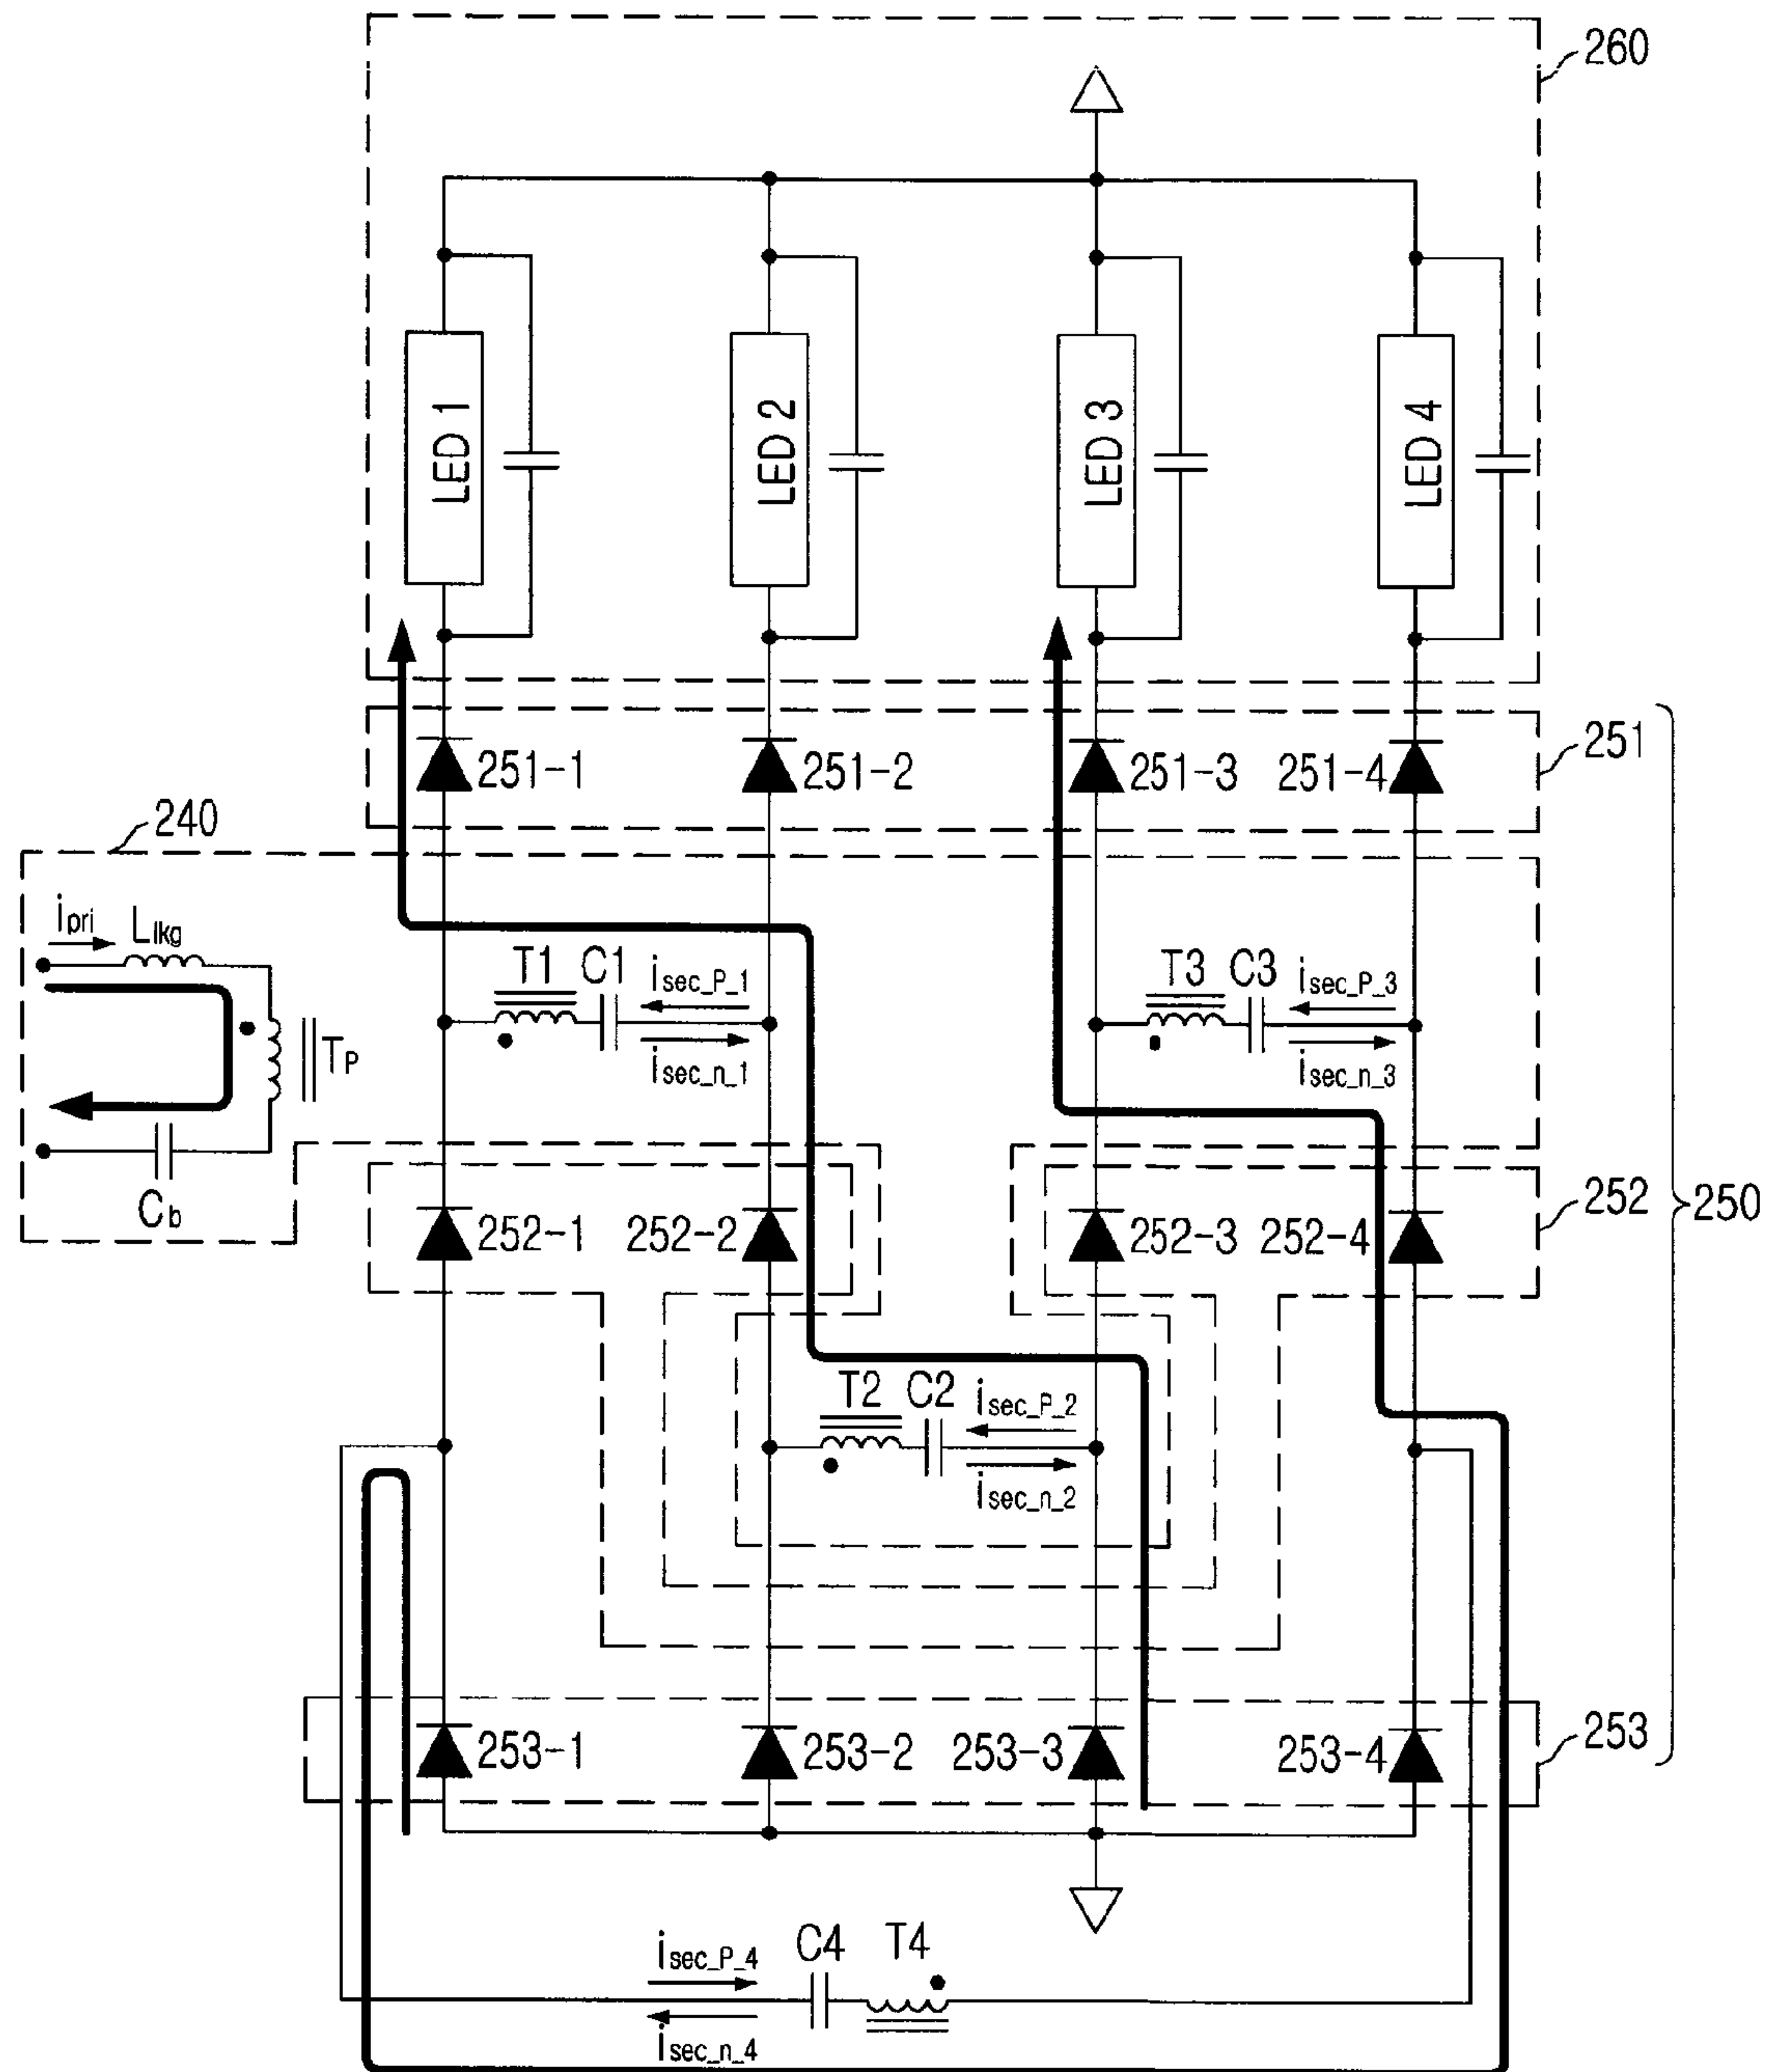 260
LED 1
LED 2
LED 3
LED 4
251
251-1
251-2
251-3
251-4
240
ipri
Llkg
TP
Cb
T1
C1
isec_P_1
isec_n_1
T3
C3
isec_P_3
isec_n_3
252
250
252-1
252-2
252-3
252-4
T2
C2
isec_P_2
isec_n_2
253
253-1
253-2
253-3
253-4
isec_P_4
C4
T4
isec_n_4